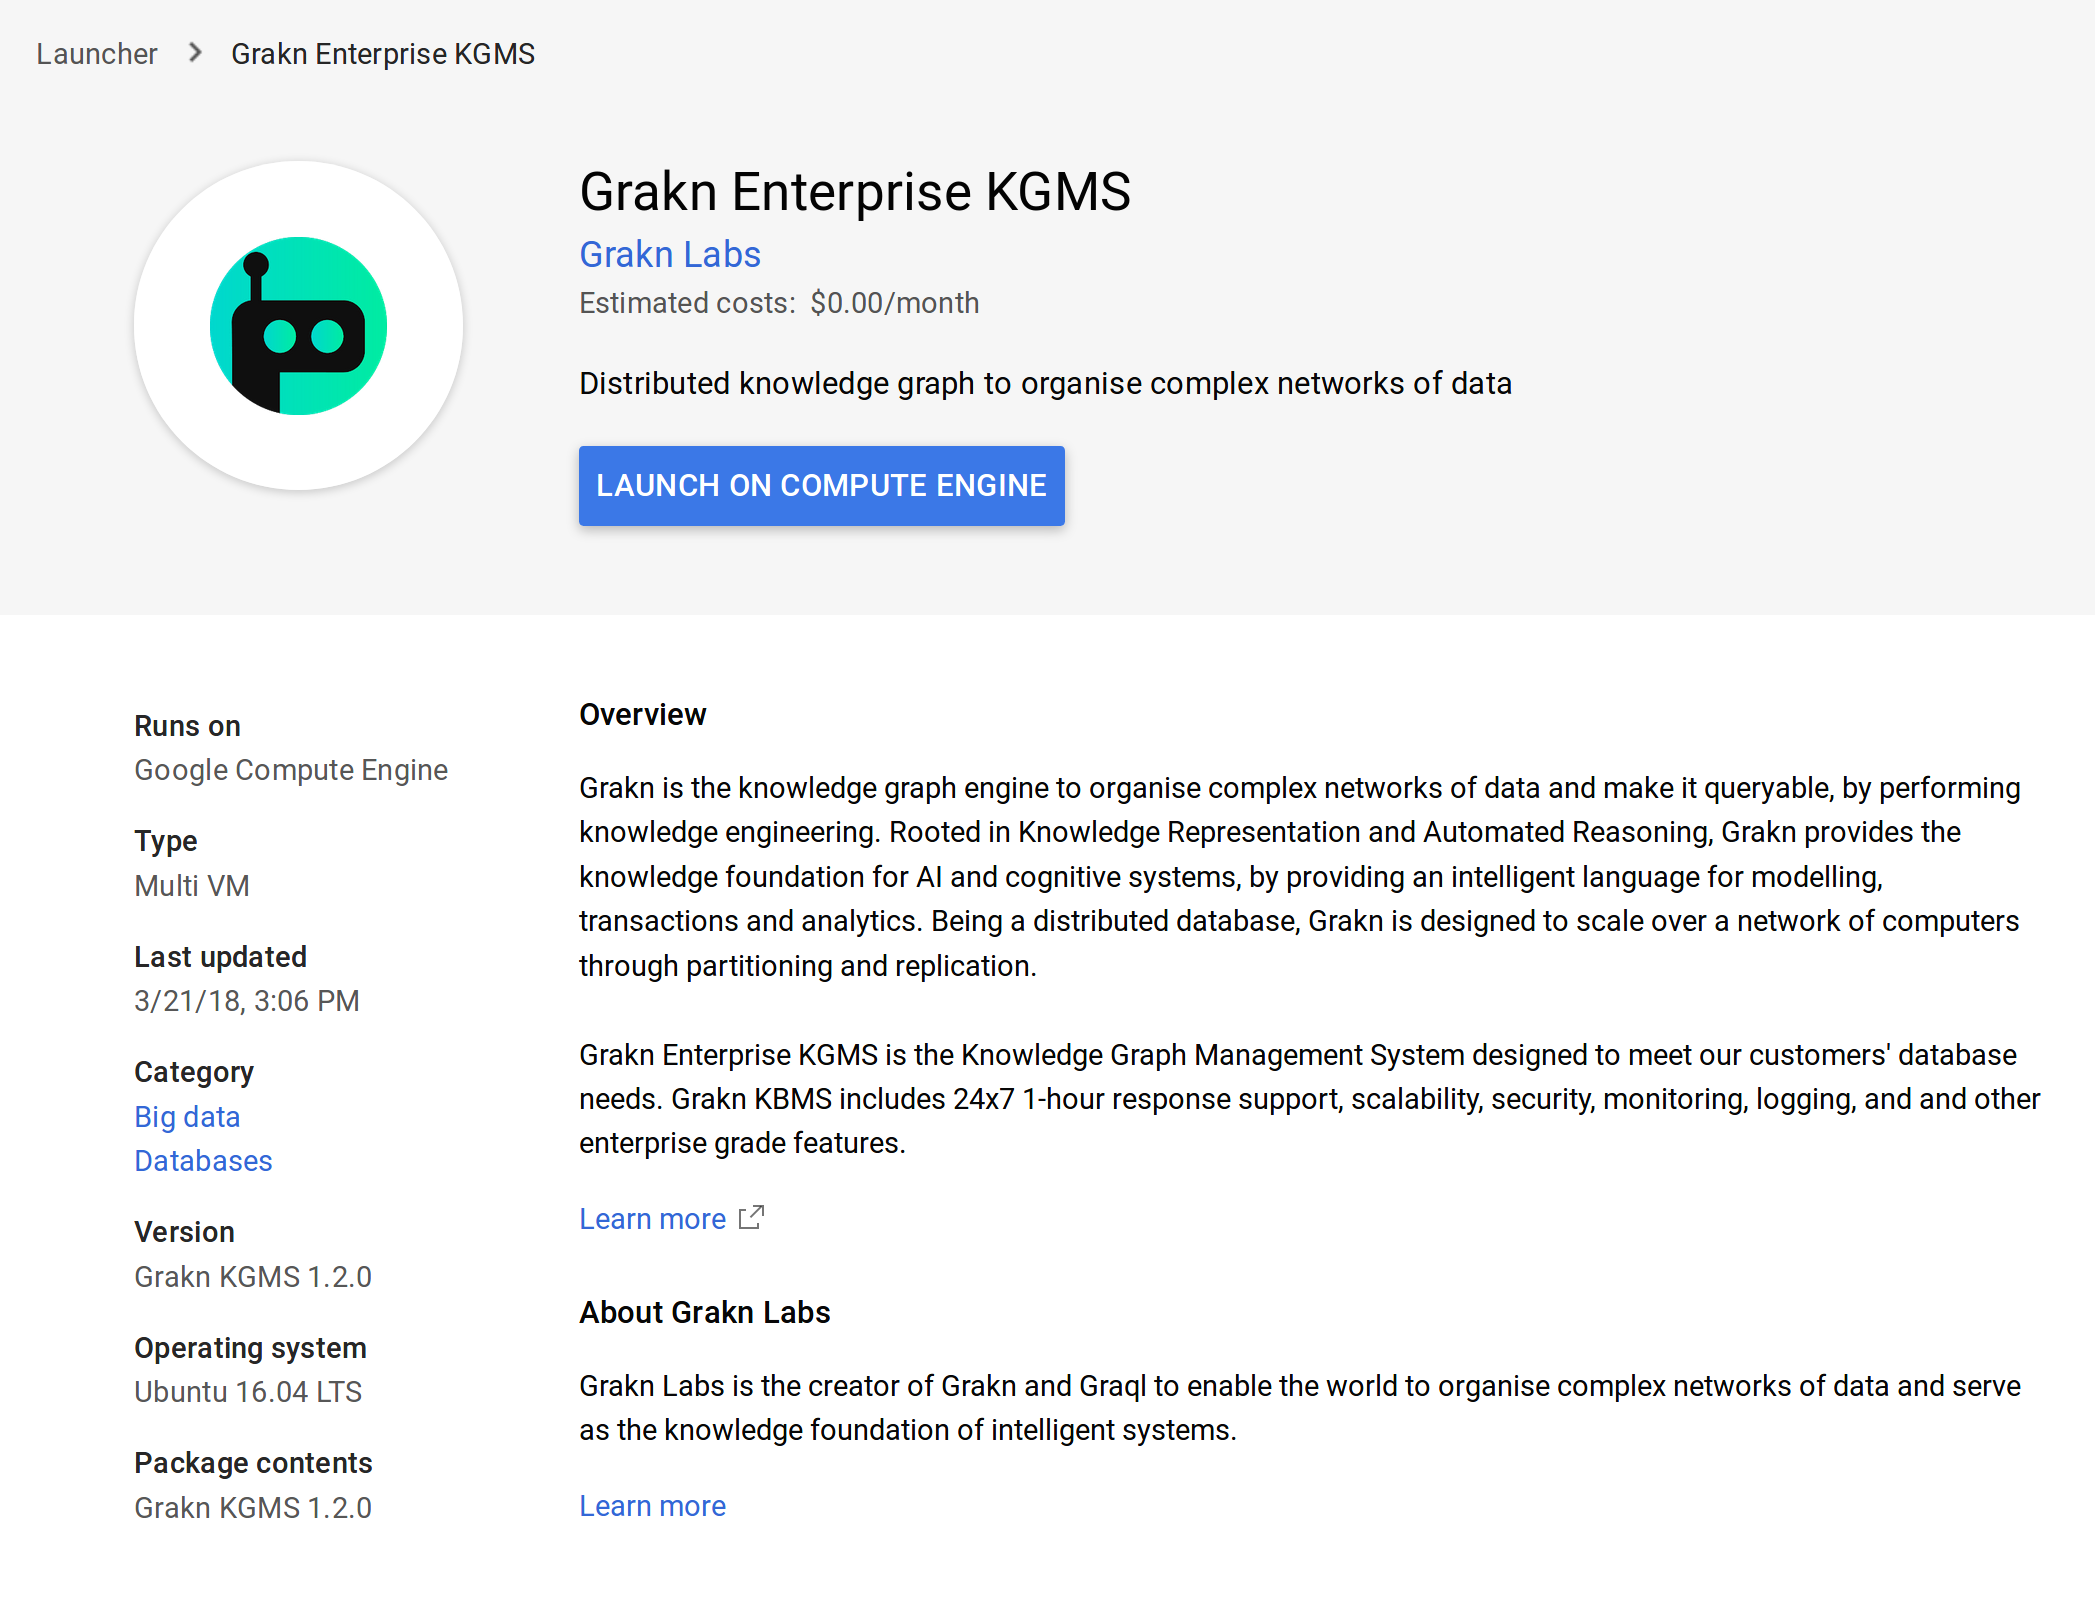 Launcher > Grakn Enterprise KGMS
Grakn Enterprise KGMS
Grakn Labs
Estimated costs: $0.00/month
Distributed knowledge graph to organise complex networks of data
LAUNCH ON COMPUTE ENGINE
Runs on
Google Compute Engine
Type
Multi VM
Last updated
3/21/18, 3:06 PM
Category
Big data
Databases
Version
Grakn KGMS 1.2.0
Operating system
Ubuntu 16.04 LTS
Package contents
Grakn KGMS 1.2.0
Overview
Grakn is the knowledge graph engine to organise complex networks of data and make it queryable, by performing
knowledge engineering. Rooted in Knowledge Representation and Automated Reasoning, Grakn provides the
knowledge foundation for AI and cognitive systems, by providing an intelligent language for modelling,
transactions and analytics. Being a distributed database, Grakn is designed to scale over a network of computers
through partitioning and replication.
Grakn Enterprise KGMS is the Knowledge Graph Management System designed to meet our customers' database
needs. Grakn KBMS includes 24x7 1-hour response support, scalability, security, monitoring, logging, and and other
enterprise grade features.
Learn more
About Grakn Labs
Grakn Labs is the creator of Grakn and Graql to enable the world to organise complex networks of data and serve
as the knowledge foundation of intelligent systems.
Learn more